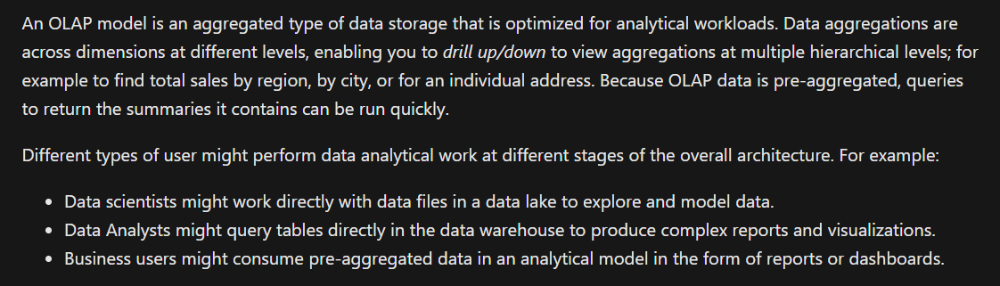 An OLAP model is an aggregated type of data storage that is optimized for analytical workloads. Data aggregations are
across dimensions at different levels, enabling you to drill up/down to view aggregations at multiple hierarchical levels; for
example to find total sales by region, by city, or for an individual address. Because OLAP data is pre-aggregated, queries
to return the summaries it contains can be run quickly.
Different types of user might perform data analytical work at different stages of the overall architecture. For example:
• Data scientists might work directly with data files in a data lake to explore and model data.
• Data Analysts might query tables directly in the data warehouse to produce complex reports and visualizations.
• Business users might consume pre-aggregated data in an analytical model in the form of reports or dashboards.